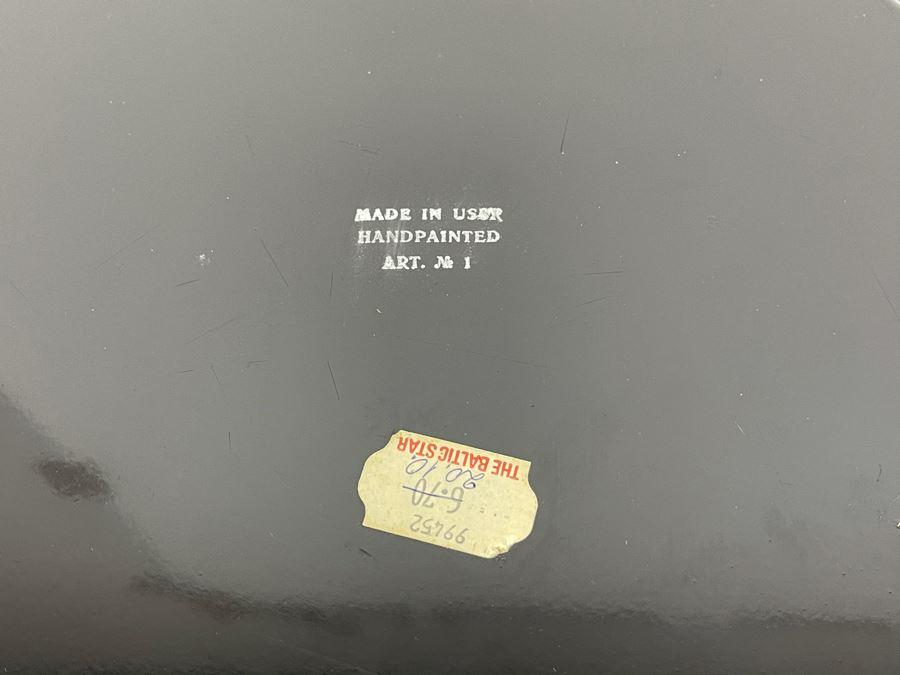 MADE IN USSR
HANDPAINTED
ART. № 1
THE BALTIC STAR
20.10
6.70
99452